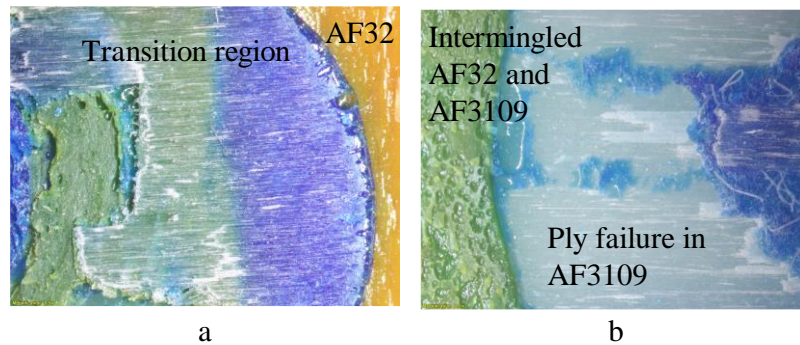 Transition region
AF32
Intermingled
AF32 and
AF3109
Ply failure in
AF3109
a
b